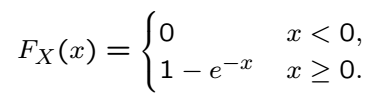 F_X(x) = { 0 x < 0,
1 − e^{−x} x ≥ 0.